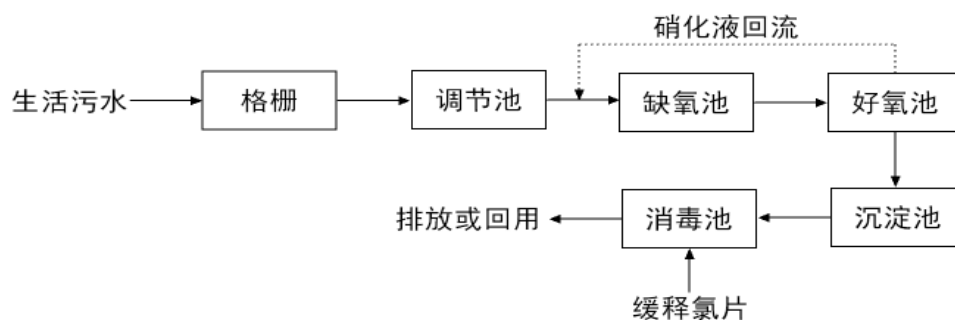 硝化液回流
生活污水
格栅
调节池
缺氧池
好氧池
排放或回用
消毒池
沉淀池
缓释氯片